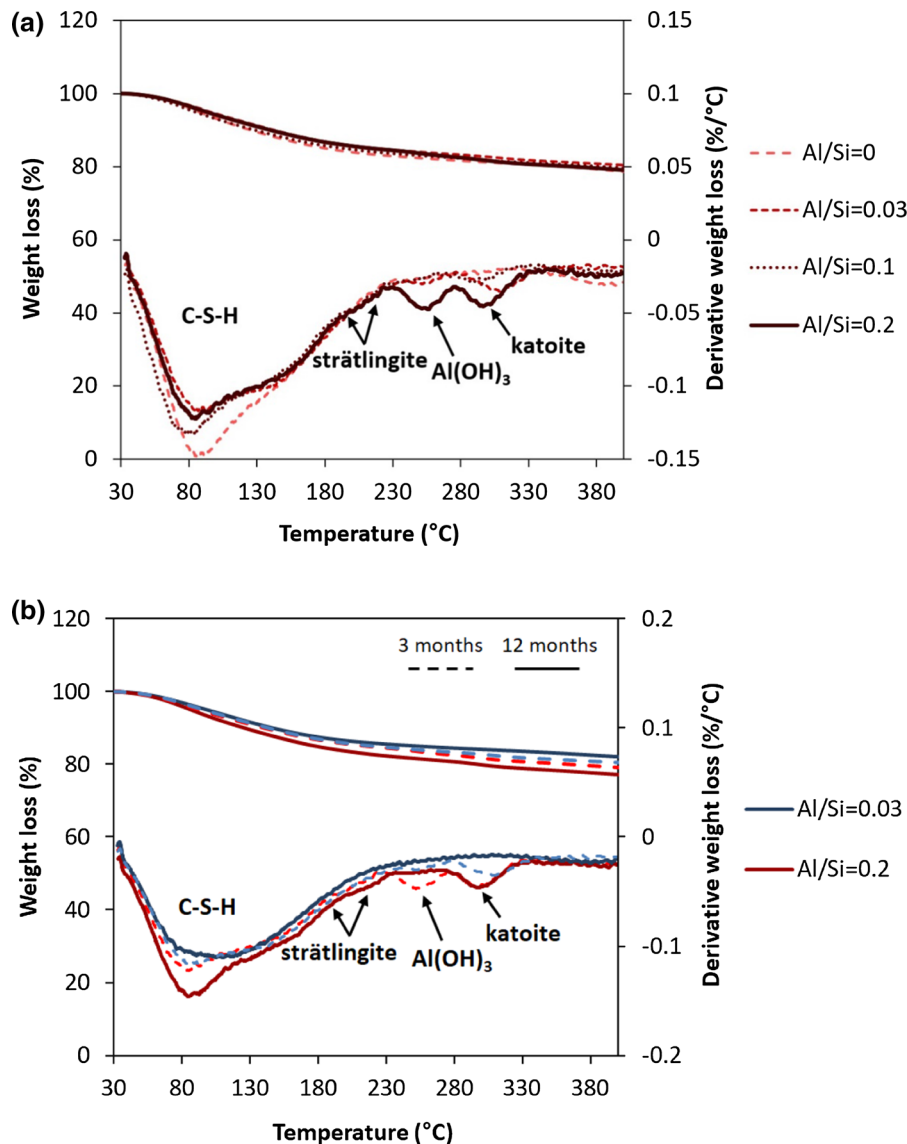 (a)
120
100
80
60
40
20
0
Weight loss (%)
0.15
0.1
0.05
0
-0.05
-0.1
-0.15
Derivative weight loss (%/°C)
C-S-H
strätlingite
Al(OH)3
katoite
30
80
130
180
230
280
330
380
Temperature (°C)
Al/Si=0
Al/Si=0.03
Al/Si=0.1
Al/Si=0.2
(b)
120
100
80
60
40
20
0
Weight loss (%)
3 months
12 months
0.2
0.1
0
-0.1
-0.2
Derivative weight loss (%/°C)
C-S-H
strätlingite
Al(OH)3
katoite
30
80
130
180
230
280
330
380
Temperature (°C)
Al/Si=0.03
Al/Si=0.2